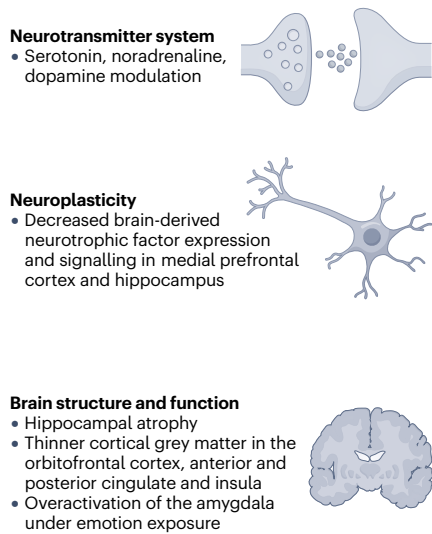 Neurotransmitter system
• Serotonin, noradrenaline,
dopamine modulation
Neuroplasticity
• Decreased brain-derived
neurotrophic factor expression
and signalling in medial prefrontal
cortex and hippocampus
Brain structure and function
• Hippocampal atrophy
• Thinner cortical grey matter in the
orbitofrontal cortex, anterior and
posterior cingulate and insula
• Overactivation of the amygdala
under emotion exposure